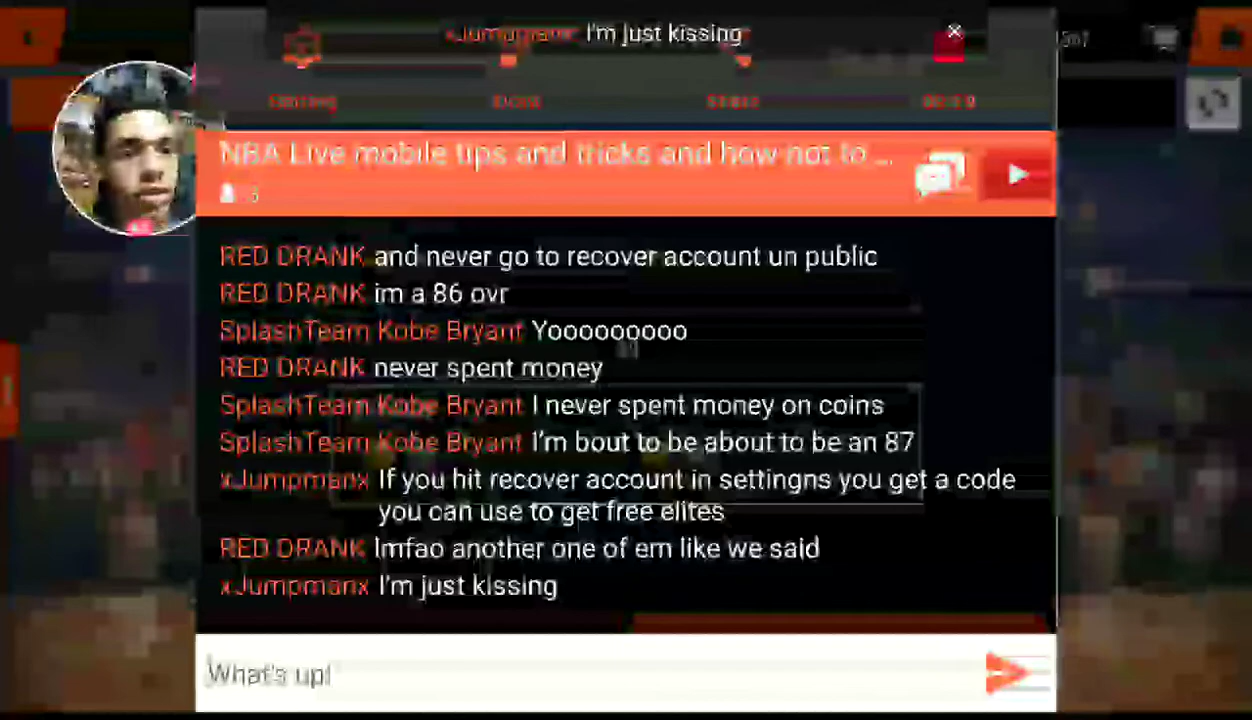 xJumpmanx I'm just kissing
NBA Live mobile tips and tricks and how not to ...
RED DRANK and never go to recover account un public
RED DRANK im a 86 ovr
SplashTeam Kobe Bryant Yooooooooo
RED DRANK never spent money
SplashTeam Kobe Bryant I never spent money on coins
SplashTeam Kobe Bryant I'm bout to be about to be an 87
xJumpmanx If you hit recover account in settingns you get a code
you can use to get free elites
RED DRANK lmfao another one of em like we said
xJumpmanx I'm just kissing
What's up!